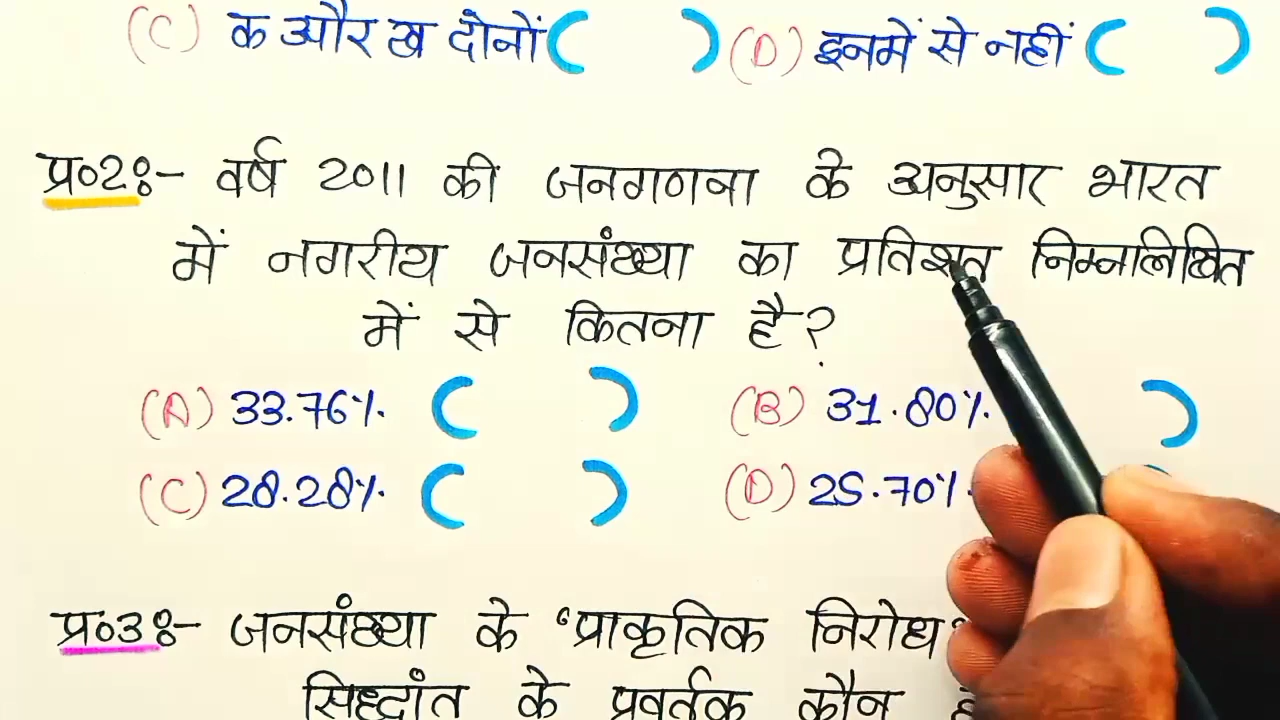 (C) क और ख दोनों ( ) (D) इनमें से नहीं ( )
प्र०2ः- वर्ष 2011 की जनगणना के अनुसार भारत
में नगरीय जनसंख्या का प्रतिशत निम्नलिखित
में से कितना है?
(A) 33.76% ( ) (B) 31.80% )
(C) 28.28% ( ) (D) 25.70%
प्र०3ः- जनसंख्या के 'प्राकृतिक निरोध'
सिद्धांत के प्रवर्तक कौन